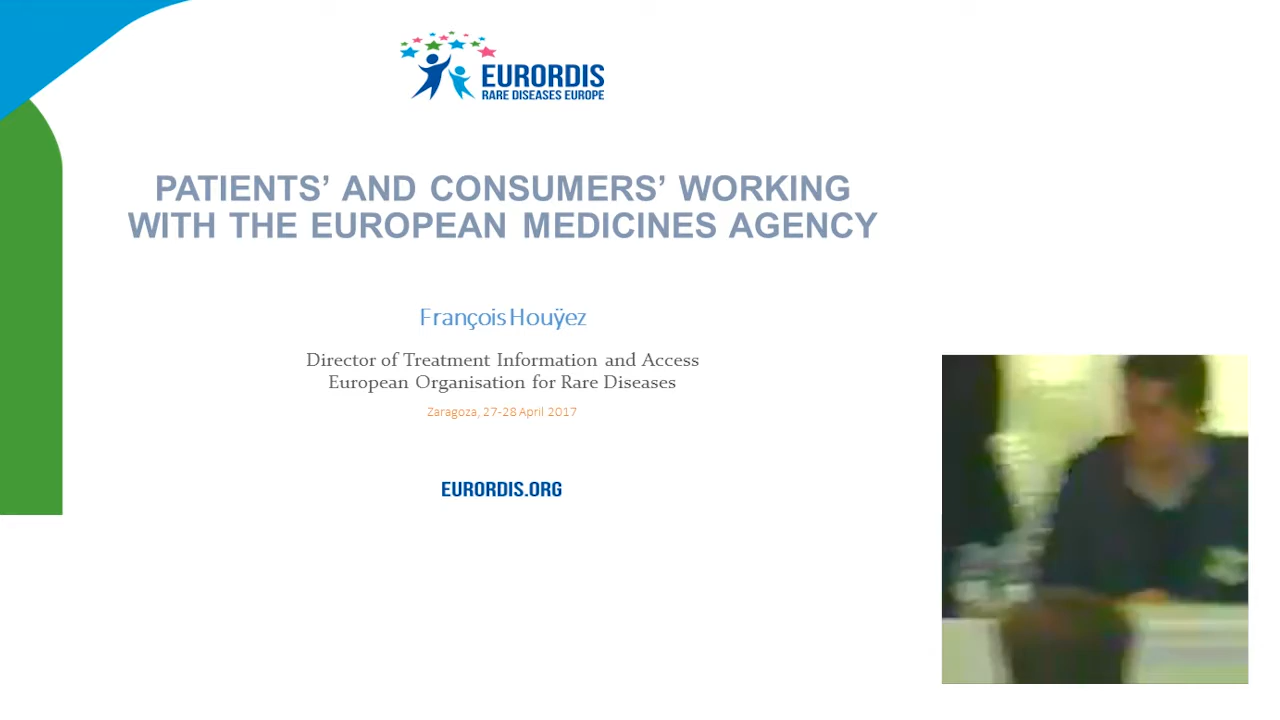 EURORDIS
RARE DISEASES EUROPE
PATIENTS’ AND CONSUMERS’ WORKING
WITH THE EUROPEAN MEDICINES AGENCY
François Houÿez
Director of Treatment Information and Access
European Organisation for Rare Diseases
Zaragoza, 27-28 April 2017
EURORDIS.ORG